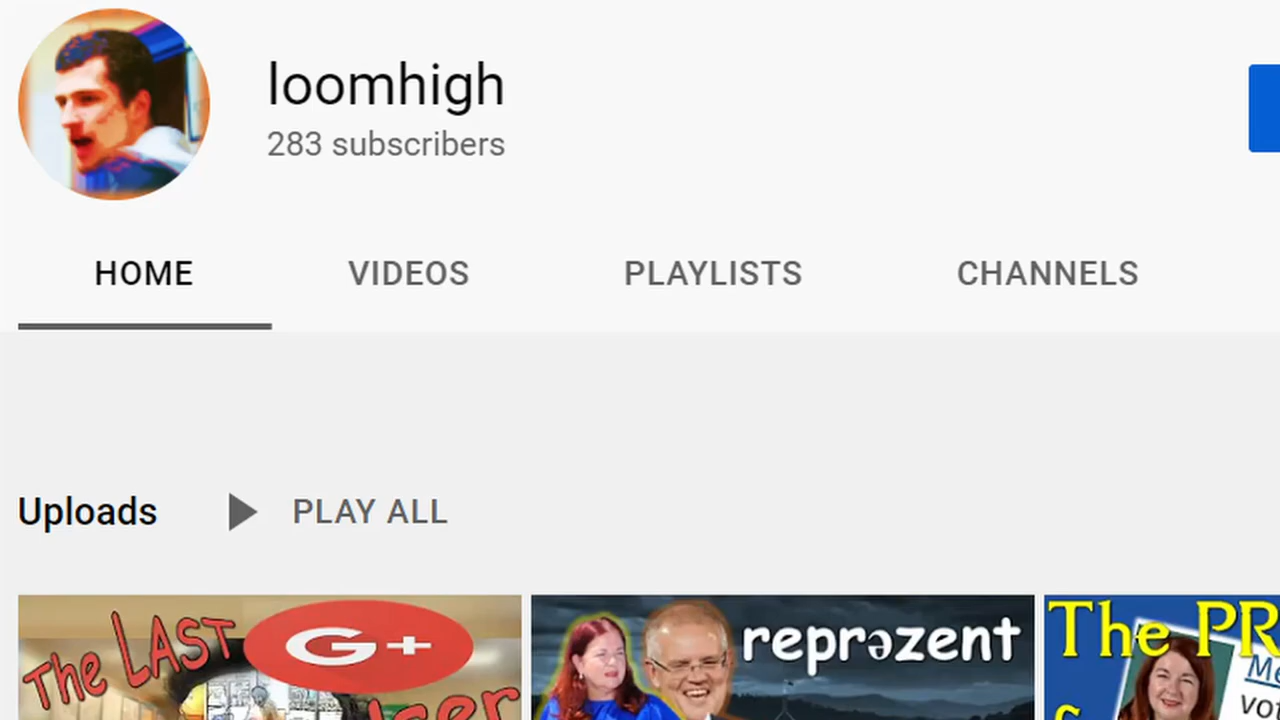 loomhigh
283 subscribers
HOME VIDEOS PLAYLISTS CHANNELS
Uploads PLAY ALL
The LAST G+
reprəzent
The PR